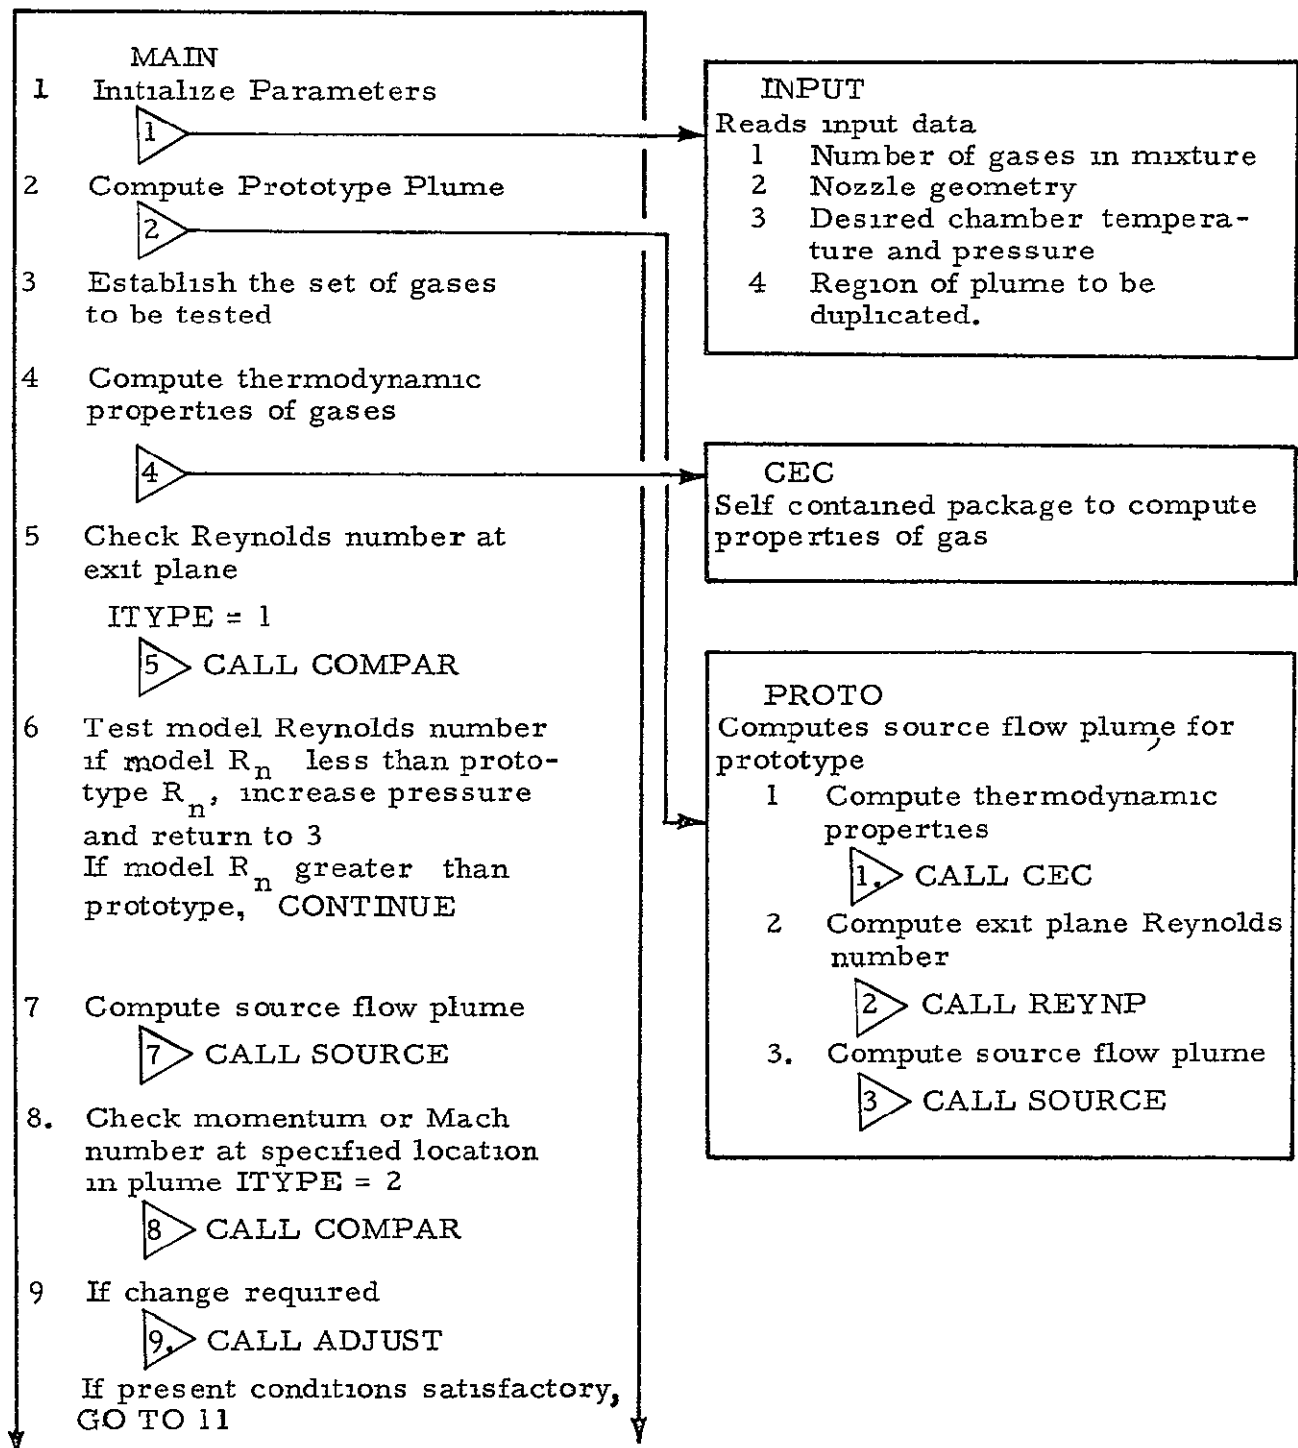 MAIN
1 Initialize Parameters
1
2 Compute Prototype Plume
2
3 Establish the set of gases
to be tested
4 Compute thermodynamic
properties of gases
4
5 Check Reynolds number at
exit plane
ITYPE = 1
5 CALL COMPAR
6 Test model Reynolds number
if model Rn less than proto-
type Rn, increase pressure
and return to 3
If model Rn greater than
prototype, CONTINUE
7 Compute source flow plume
7 CALL SOURCE
8. Check momentum or Mach
number at specified location
in plume ITYPE = 2
8 CALL COMPAR
9 If change required
9. CALL ADJUST
If present conditions satisfactory,
GO TO 11
INPUT
Reads input data
1 Number of gases in mixture
2 Nozzle geometry
3 Desired chamber tempera-
ture and pressure
4 Region of plume to be
duplicated.
CEC
Self contained package to compute
properties of gas
PROTO
Computes source flow plume for
prototype
1 Compute thermodynamic
properties
1. CALL CEC
2 Compute exit plane Reynolds
number
2 CALL REYNP
3. Compute source flow plume
3 CALL SOURCE